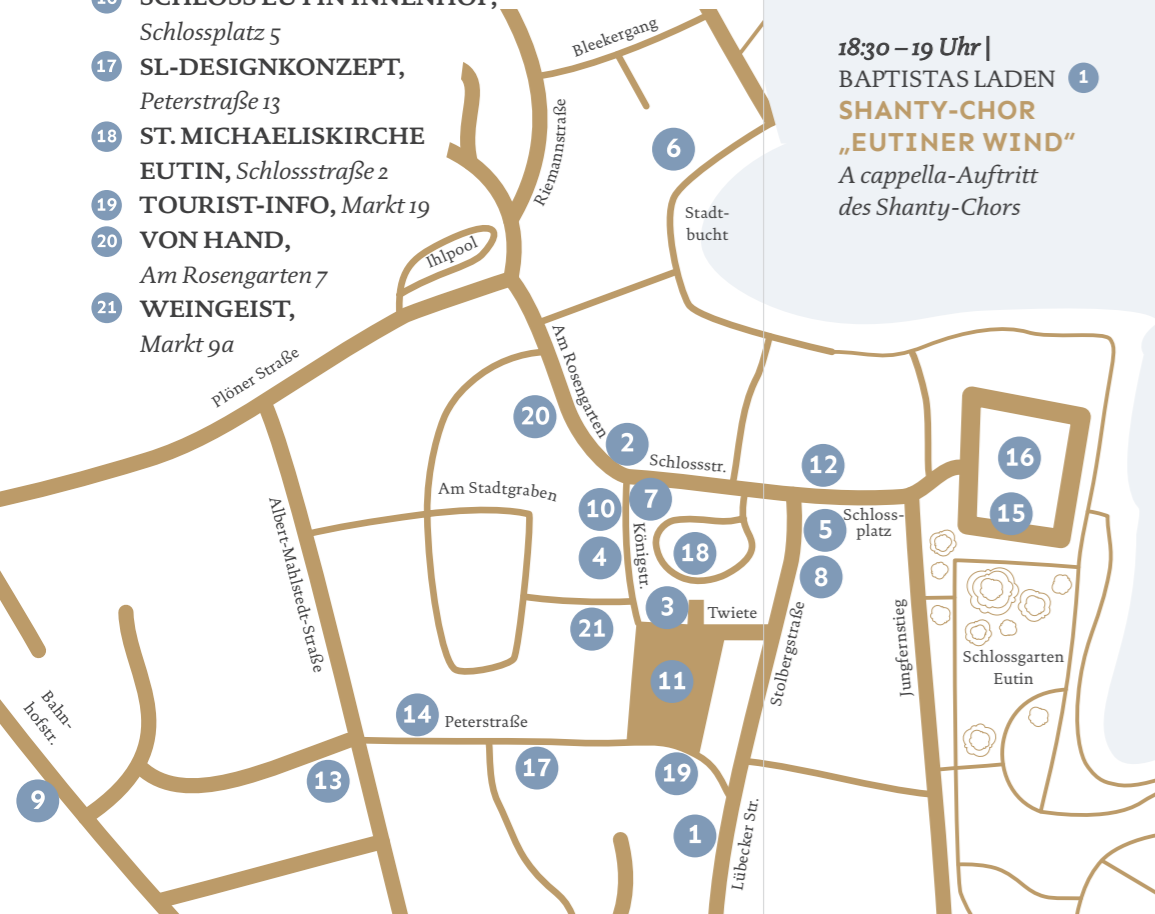 16 SCHLOSS EUTIN INNENHOF,
Schlossplatz 5
17 SL-DESIGNKONZEPT,
Peterstraße 13
18 ST. MICHAELISKIRCHE
EUTIN, Schlossstraße 2
19 TOURIST-INFO, Markt 19
20 VON HAND,
Am Rosengarten 7
21 WEINGEIST,
Markt 9a
18:30 – 19 Uhr |
BAPTISTAS LADEN 1
SHANTY-CHOR
„EUTINER WIND“
A cappella-Auftritt
des Shanty-Chors
Bleekergang
Riemannstraße
6
Stadt-
bucht
Ihlpool
Plöner Straße
Am Rosengarten
20
2
Schlossstr.
12
16
15
Am Stadtgraben
10
7
5
Schloss-
platz
Königstr.
4
18
8
Albert-Mahlstedt-Straße
3
Twiete
21
Stolbergstraße
Jungfernstieg
Schlossgarten
Eutin
11
Bahn-
hofstr.
14
Peterstraße
17
19
13
9
1
Lübecker Str.